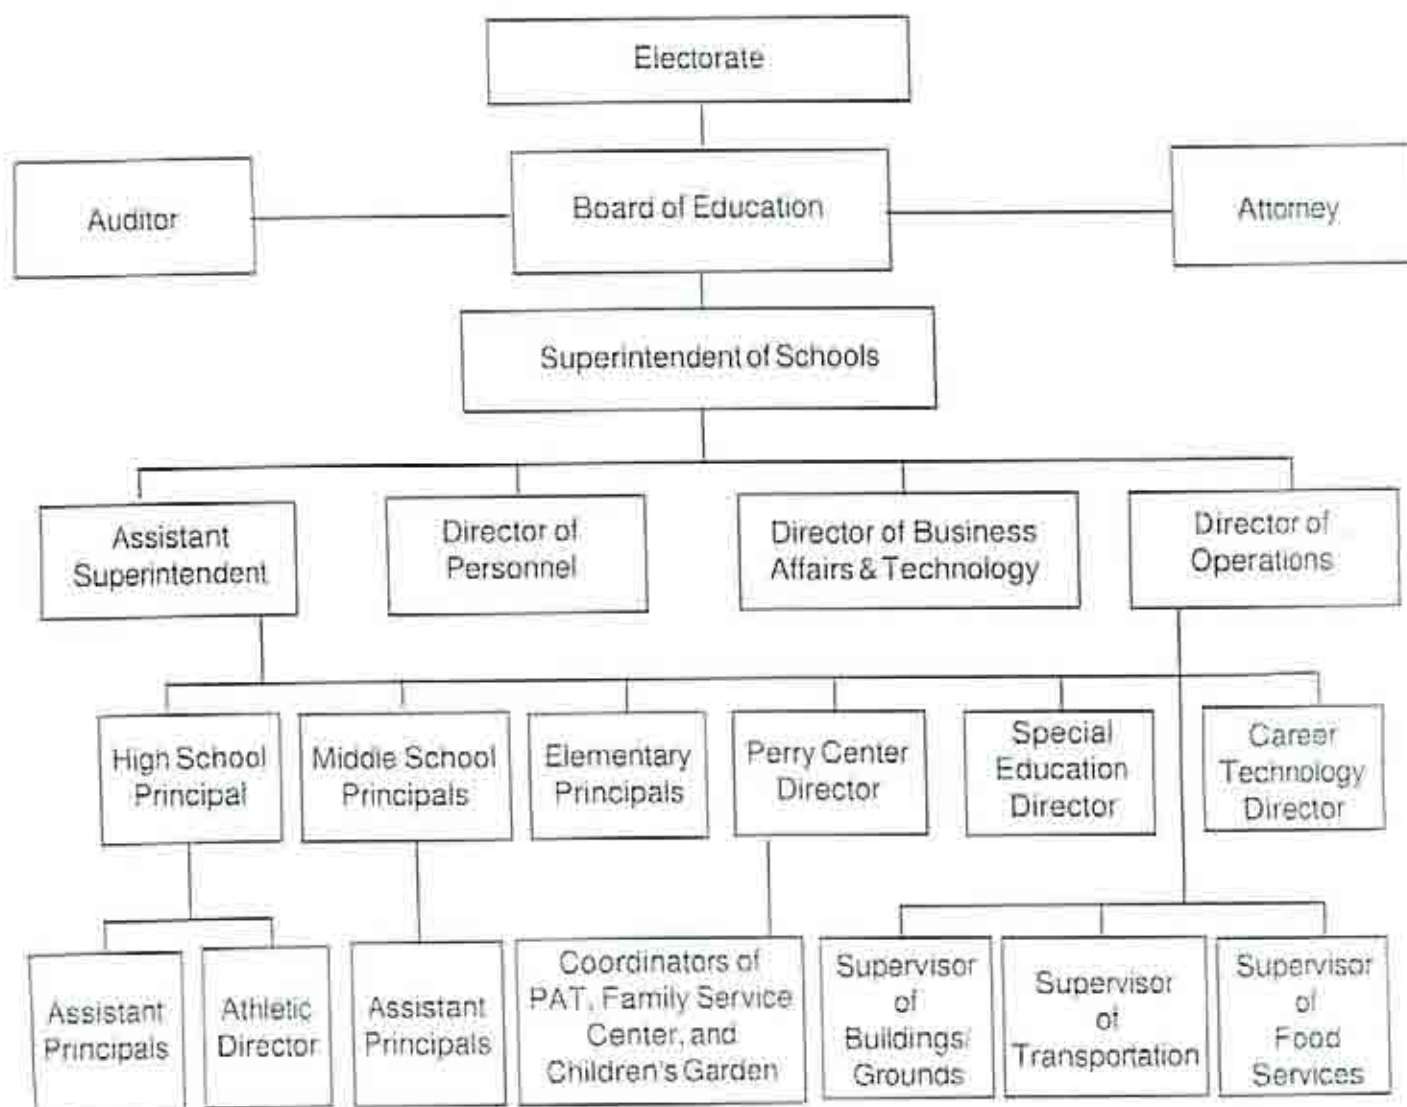 Electorate
Auditor
Board of Education
Attorney
Superintendent of Schools
Assistant
Superintendent
Director of
Personnel
Director of Business
Affairs & Technology
Director of
Operations
High School
Principal
Middle School
Principals
Elementary
Principals
Perry Center
Director
Special
Education
Director
Career
Technology
Director
Assistant
Principals
Athletic
Director
Assistant
Principals
Coordinators of
PAT, Family Service
Center, and
Children's Garden
Supervisor
of
Buildings/
Grounds
Supervisor
of
Transportation
Supervisor
of
Food
Services